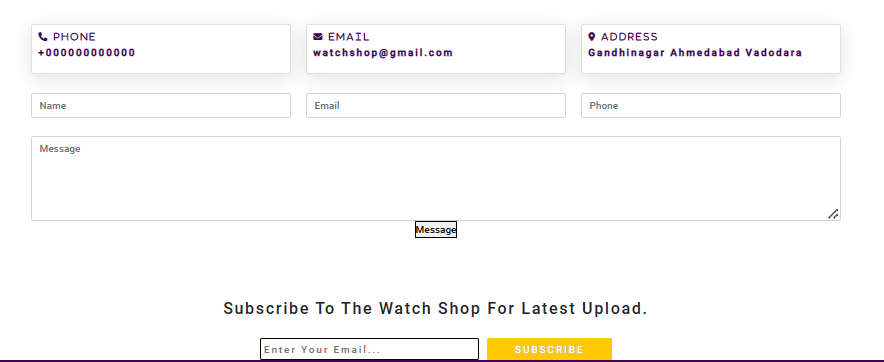 PHONE
+000000000000
EMAIL
watchshop@gmail.com
ADDRESS
Gandhinagar Ahmedabad Vadodara
Name
Email
Phone
Message
Message
Subscribe To The Watch Shop For Latest Upload.
Enter Your Email...
SUBSCRIBE